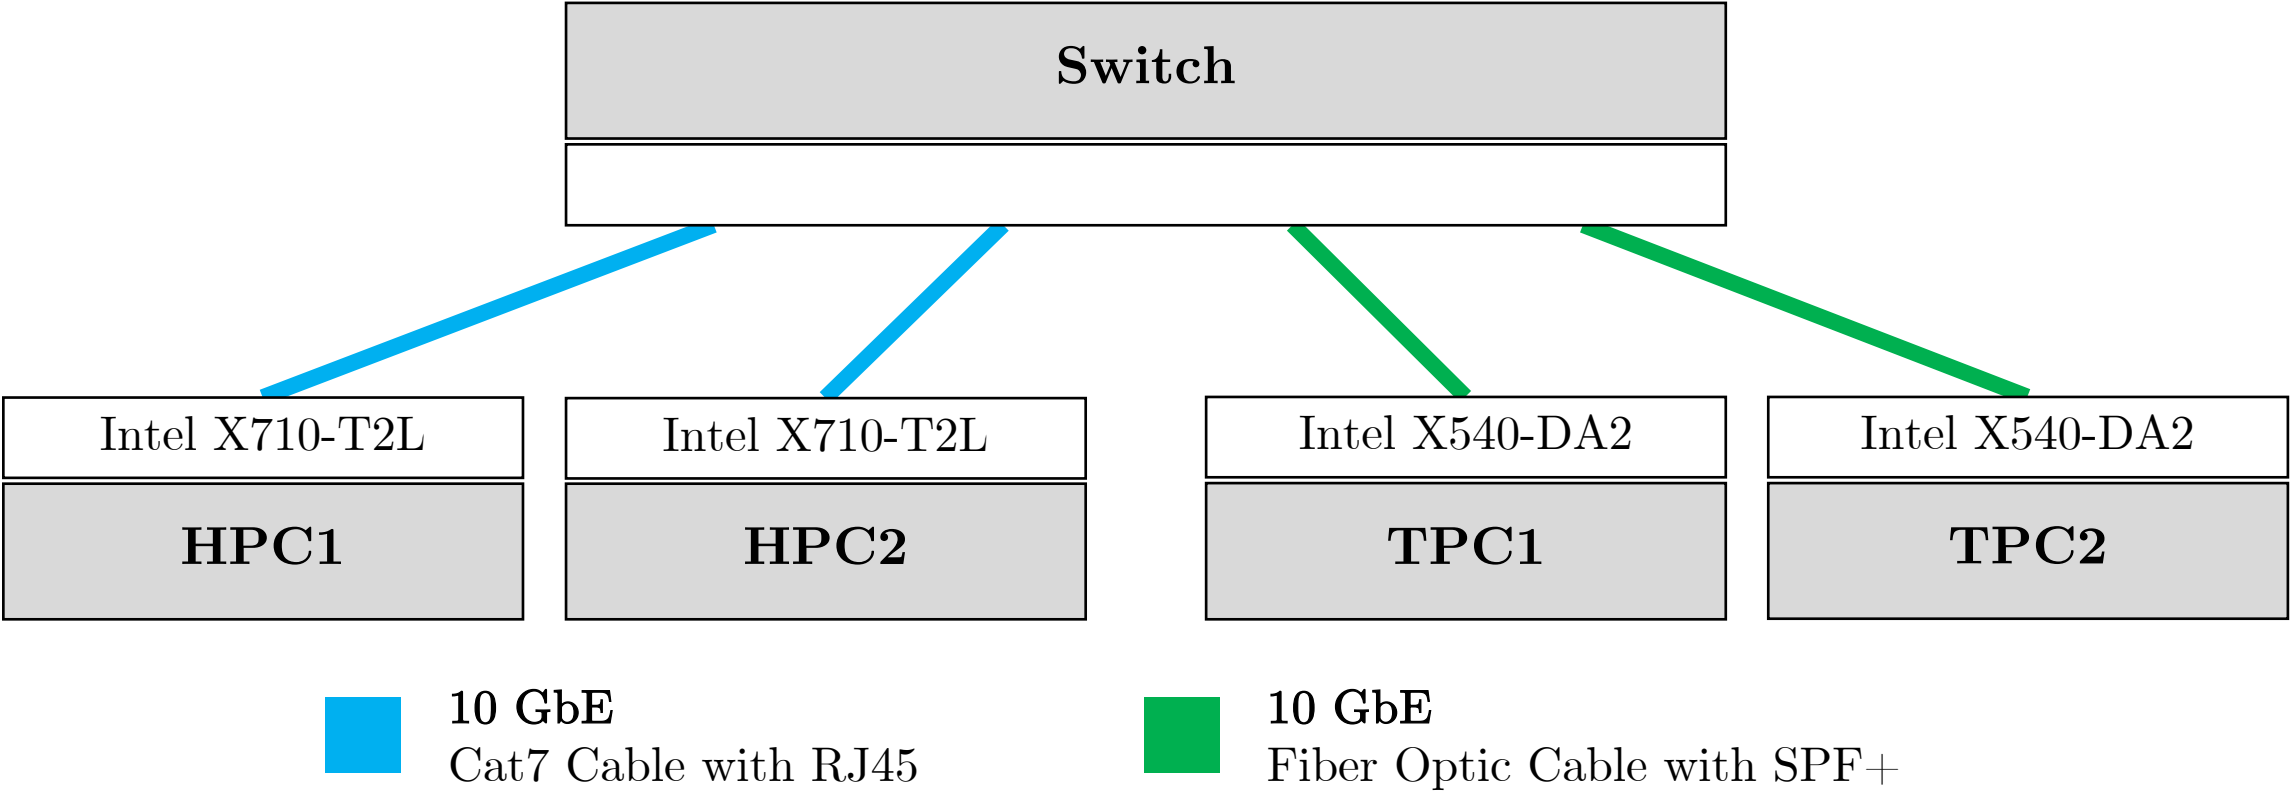 Switch
Intel X710-T2L
Intel X710-T2L
Intel X540-DA2
Intel X540-DA2
HPC1
HPC2
TPC1
TPC2
10 GbE
Cat7 Cable with RJ45
10 GbE
Fiber Optic Cable with SPF+